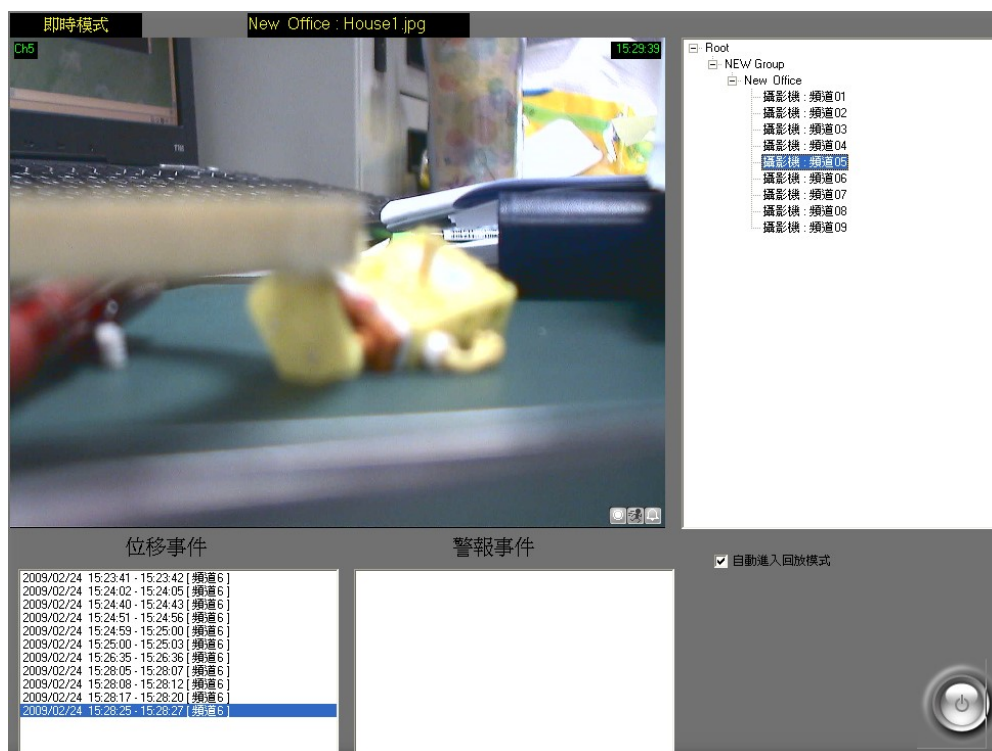 即時模式
New Office : House1.jpg
Ch5
15:29:39
TM
Root
NEW Group
New Office
攝影機 : 頻道01
攝影機 : 頻道02
攝影機 : 頻道03
攝影機 : 頻道04
攝影機 : 頻道05
攝影機 : 頻道06
攝影機 : 頻道07
攝影機 : 頻道08
攝影機 : 頻道09
位移事件
2009/02/24 15:23:41 - 15:23:42 [ 頻道6 ]
2009/02/24 15:24:02 - 15:24:05 [ 頻道6 ]
2009/02/24 15:24:40 - 15:24:43 [ 頻道6 ]
2009/02/24 15:24:51 - 15:24:56 [ 頻道6 ]
2009/02/24 15:24:59 - 15:25:00 [ 頻道6 ]
2009/02/24 15:25:00 - 15:25:03 [ 頻道6 ]
2009/02/24 15:26:35 - 15:26:36 [ 頻道6 ]
2009/02/24 15:28:05 - 15:28:07 [ 頻道6 ]
2009/02/24 15:28:08 - 15:28:12 [ 頻道6 ]
2009/02/24 15:28:17 - 15:28:20 [ 頻道6 ]
2009/02/24 15:28:25 - 15:28:27 [ 頻道6 ]
警報事件
自動進入回放模式